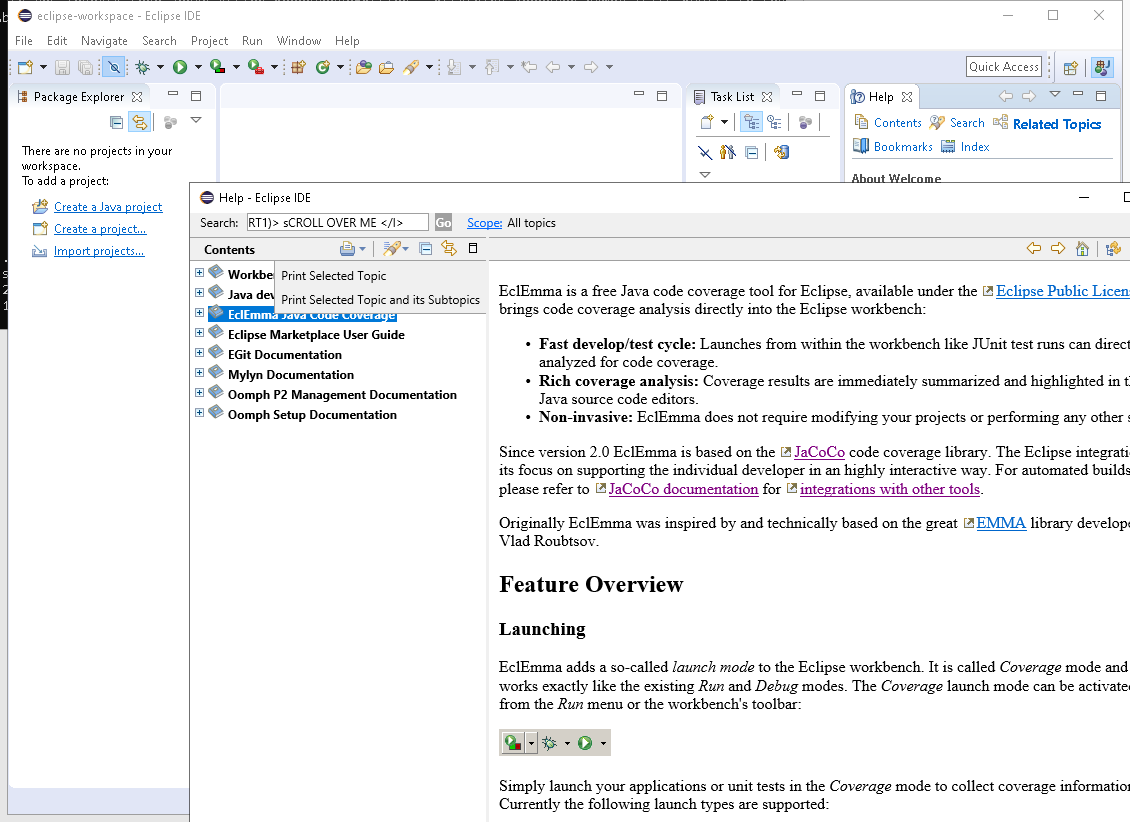 eclipse-workspace - Eclipse IDE
File Edit Navigate Search Project Run Window Help
Quick Access
Package Explorer
Task List
Help
Contents Search Related Topics
Bookmarks Index
About Welcome
There are no projects in your
workspace.
To add a project:
Create a Java project
Create a project...
Import projects...
Help - Eclipse IDE
Search: RT1)> sCROLL OVER ME </I> Go Scope: All topics
Contents
Print Selected Topic
Print Selected Topic and its Subtopics
Workbe
Java dev
EclEmma Java Code Coverage
Eclipse Marketplace User Guide
EGit Documentation
Mylyn Documentation
Oomph P2 Management Documentation
Oomph Setup Documentation
EclEmma is a free Java code coverage tool for Eclipse, available under the Eclipse Public Licen
brings code coverage analysis directly into the Eclipse workbench:
• Fast develop/test cycle: Launches from within the workbench like JUnit test runs can direct
analyzed for code coverage.
• Rich coverage analysis: Coverage results are immediately summarized and highlighted in th
Java source code editors.
• Non-invasive: EclEmma does not require modifying your projects or performing any other s
Since version 2.0 EclEmma is based on the JaCoCo code coverage library. The Eclipse integrati
its focus on supporting the individual developer in an highly interactive way. For automated builds
please refer to JaCoCo documentation for integrations with other tools.
Originally EclEmma was inspired by and technically based on the great EMMA library develope
Vlad Roubtsov.
Feature Overview
Launching
EclEmma adds a so-called launch mode to the Eclipse workbench. It is called Coverage mode and
works exactly like the existing Run and Debug modes. The Coverage launch mode can be activate
from the Run menu or the workbench's toolbar:
Simply launch your applications or unit tests in the Coverage mode to collect coverage information
Currently the following launch types are supported: